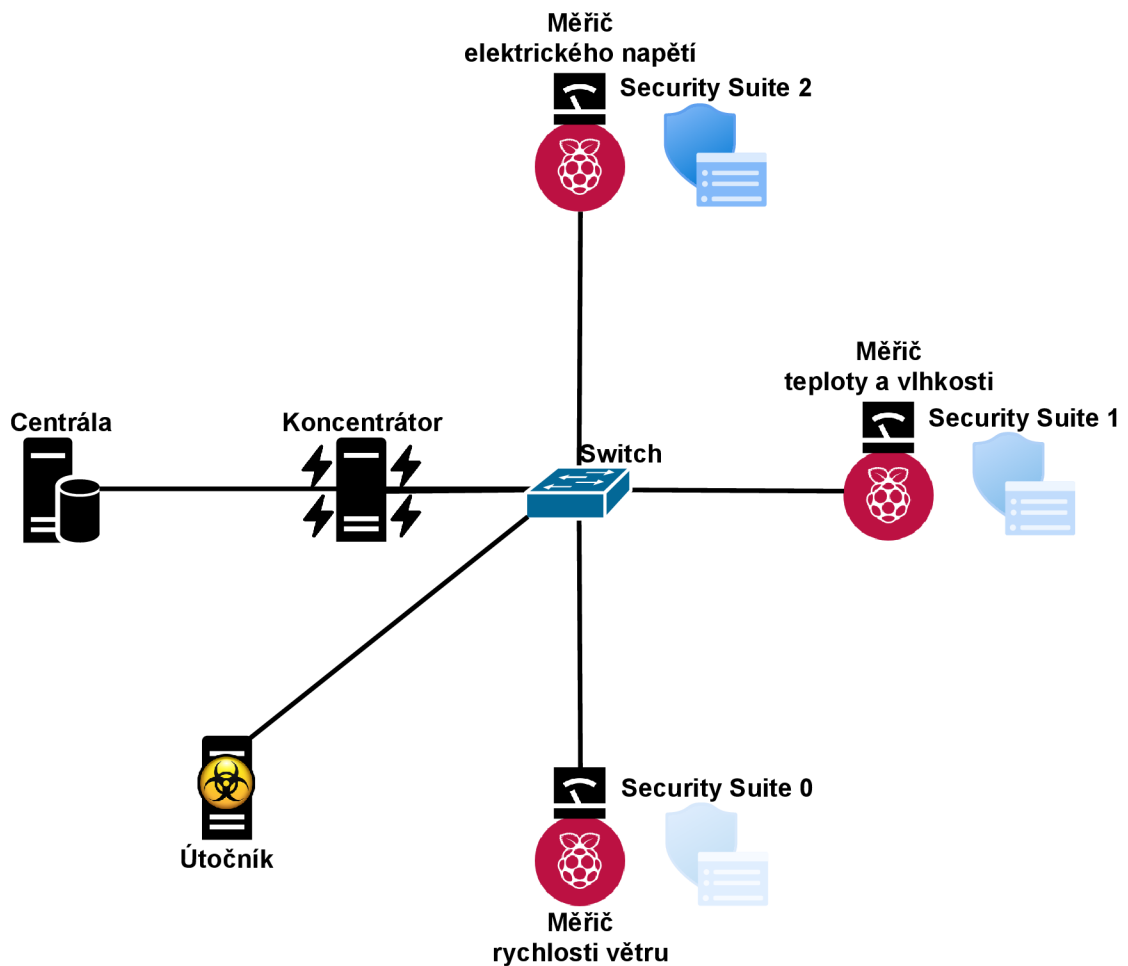 Měřič
elektrického napětí
Security Suite 2
Měřič
teploty a vlhkosti
Security Suite 1
Centrála
Koncentrátor
Switch
Security Suite 0
Útočník
Měřič
rychlosti větru